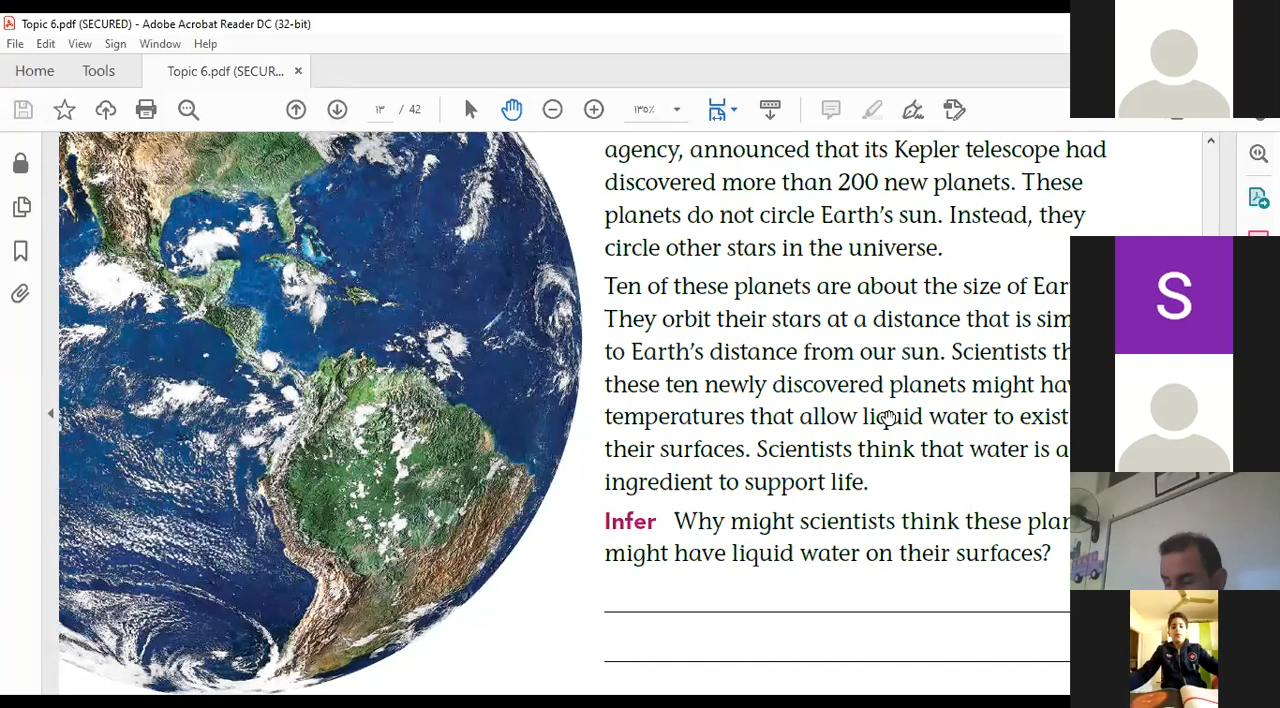 Topic 6.pdf (SECURED) - Adobe Acrobat Reader DC (32-bit)
File Edit View Sign Window Help
Home Tools Topic 6.pdf (SECUR... ×
١٣ / 42 ١٣٥٪
agency, announced that its Kepler telescope had
discovered more than 200 new planets. These
planets do not circle Earth's sun. Instead, they
circle other stars in the universe.
Ten of these planets are about the size of Ear
They orbit their stars at a distance that is sim
to Earth's distance from our sun. Scientists th
these ten newly discovered planets might hav
temperatures that allow liquid water to exist
their surfaces. Scientists think that water is a
ingredient to support life.
Infer Why might scientists think these plan
might have liquid water on their surfaces?
S